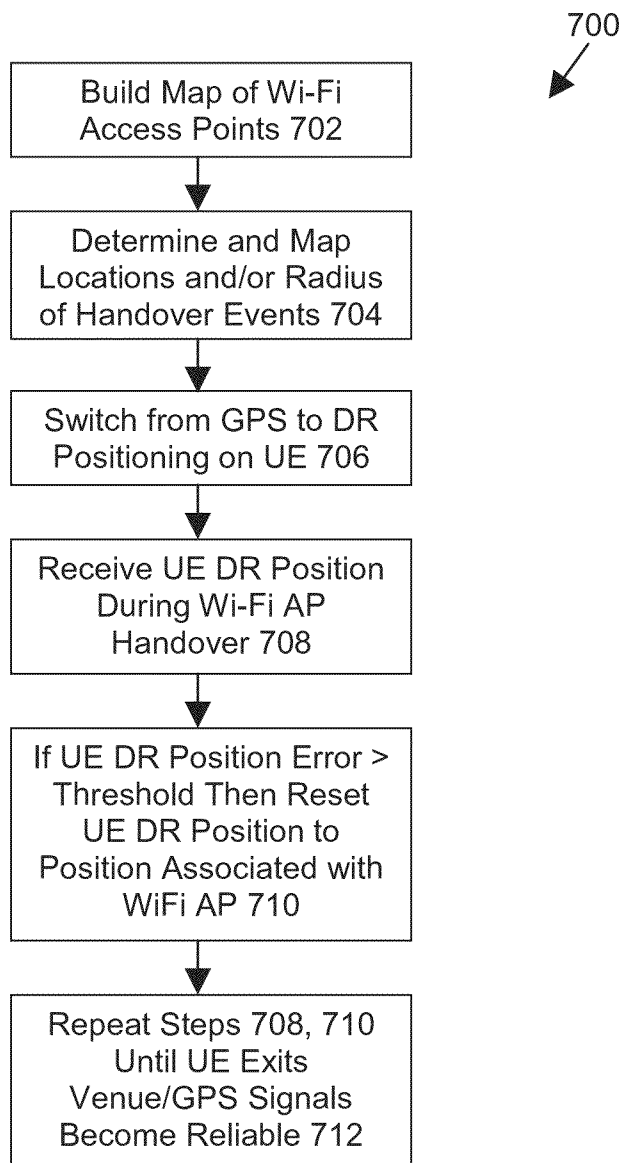 700
Build Map of Wi-Fi
Access Points 702
Determine and Map
Locations and/or Radius
of Handover Events 704
Switch from GPS to DR
Positioning on UE 706
Receive UE DR Position
During Wi-Fi AP
Handover 708
If UE DR Position Error >
Threshold Then Reset
UE DR Position to
Position Associated with
WiFi AP 710
Repeat Steps 708, 710
Until UE Exits
Venue/GPS Signals
Become Reliable 712